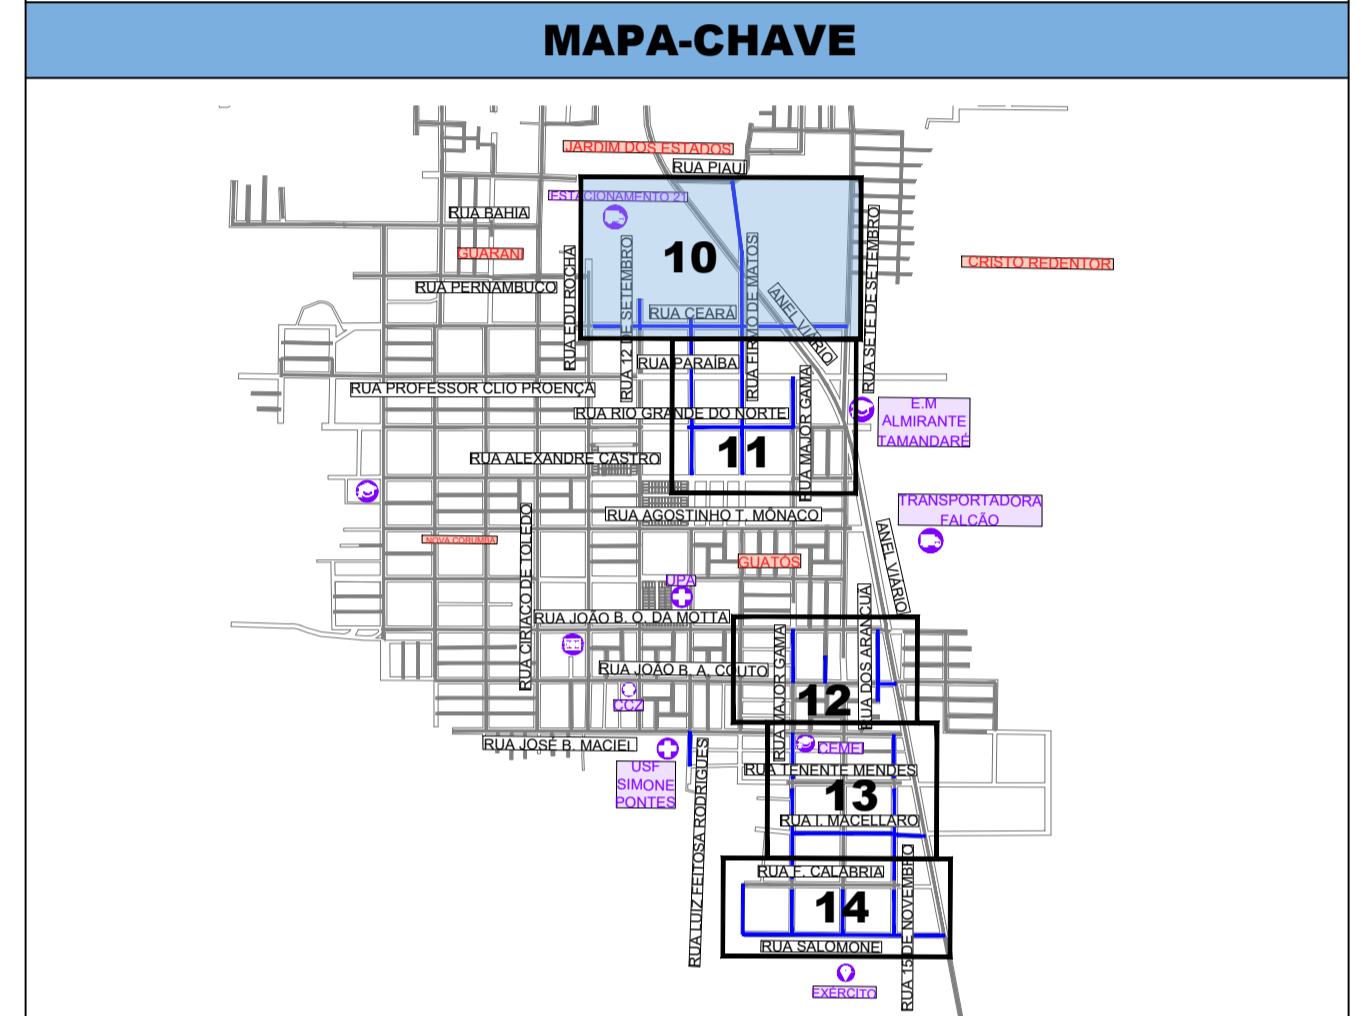 MAPA-CHAVE
JARDIM DOS ESTADOS
RUA PIAUÍ
ESTACIONAMENTO 21
RUA BAHIA
GUARANI
10
CRISTO REDENTOR
RUA PERNAMBUCO
RUA EDU ROCHA
RUA 12 DE SETEMBRO
RUA CEARÁ
RUA FIRMO DE MATOS
ANEL VIÁRIO
RUA SETE DE SETEMBRO
RUA PARAÍBA
RUA PROFESSOR CLIO PROENÇA
RUA RIO GRANDE DO NORTE
RUA MAJOR GAMA
E.M
ALMIRANTE
TAMANDARÉ
11
RUA ALEXANDRE CASTRO
TRANSPORTADORA
FALCÃO
RUA AGOSTINHO T. MÔNACO
NOVA CORUMBÁ
RUA CIRÍACO DE TOLEDO
GUATÓS
ANEL VIÁRIO
UPA
RUA JOÃO B. O. DA MOTTA
RUA JOÃO B. A. COUTO
RUA MAJOR GAMA
RUA DOS ARANCUÃ
12
CCZ
RUA JOSÉ B. MACIEL
CEMEI
USF
SIMONE
PONTES
RUA LUIZ FEITOSA RODRIGUES
RUA TENENTE MENDES
13
RUA I. MACELLARO
RUA F. CALÁBRIA
14
RUA 15 DE NOVEMBRO
RUA SALOMONE
EXÉRCITO